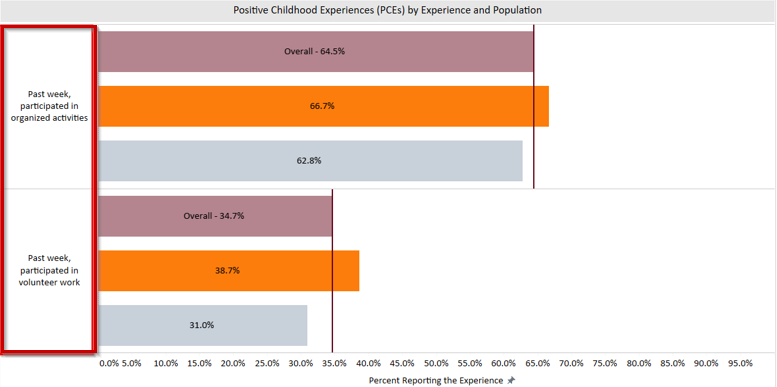 Positive Childhood Experiences (PCEs) by Experience and Population
Past week,
participated in
organized activities
Overall - 64.5%
66.7%
62.8%
Past week,
participated in
volunteer work
Overall - 34.7%
38.7%
31.0%
0.0% 5.0% 10.0% 15.0% 20.0% 25.0% 30.0% 35.0% 40.0% 45.0% 50.0% 55.0% 60.0% 65.0% 70.0% 75.0% 80.0% 85.0% 90.0% 95.0%
Percent Reporting the Experience